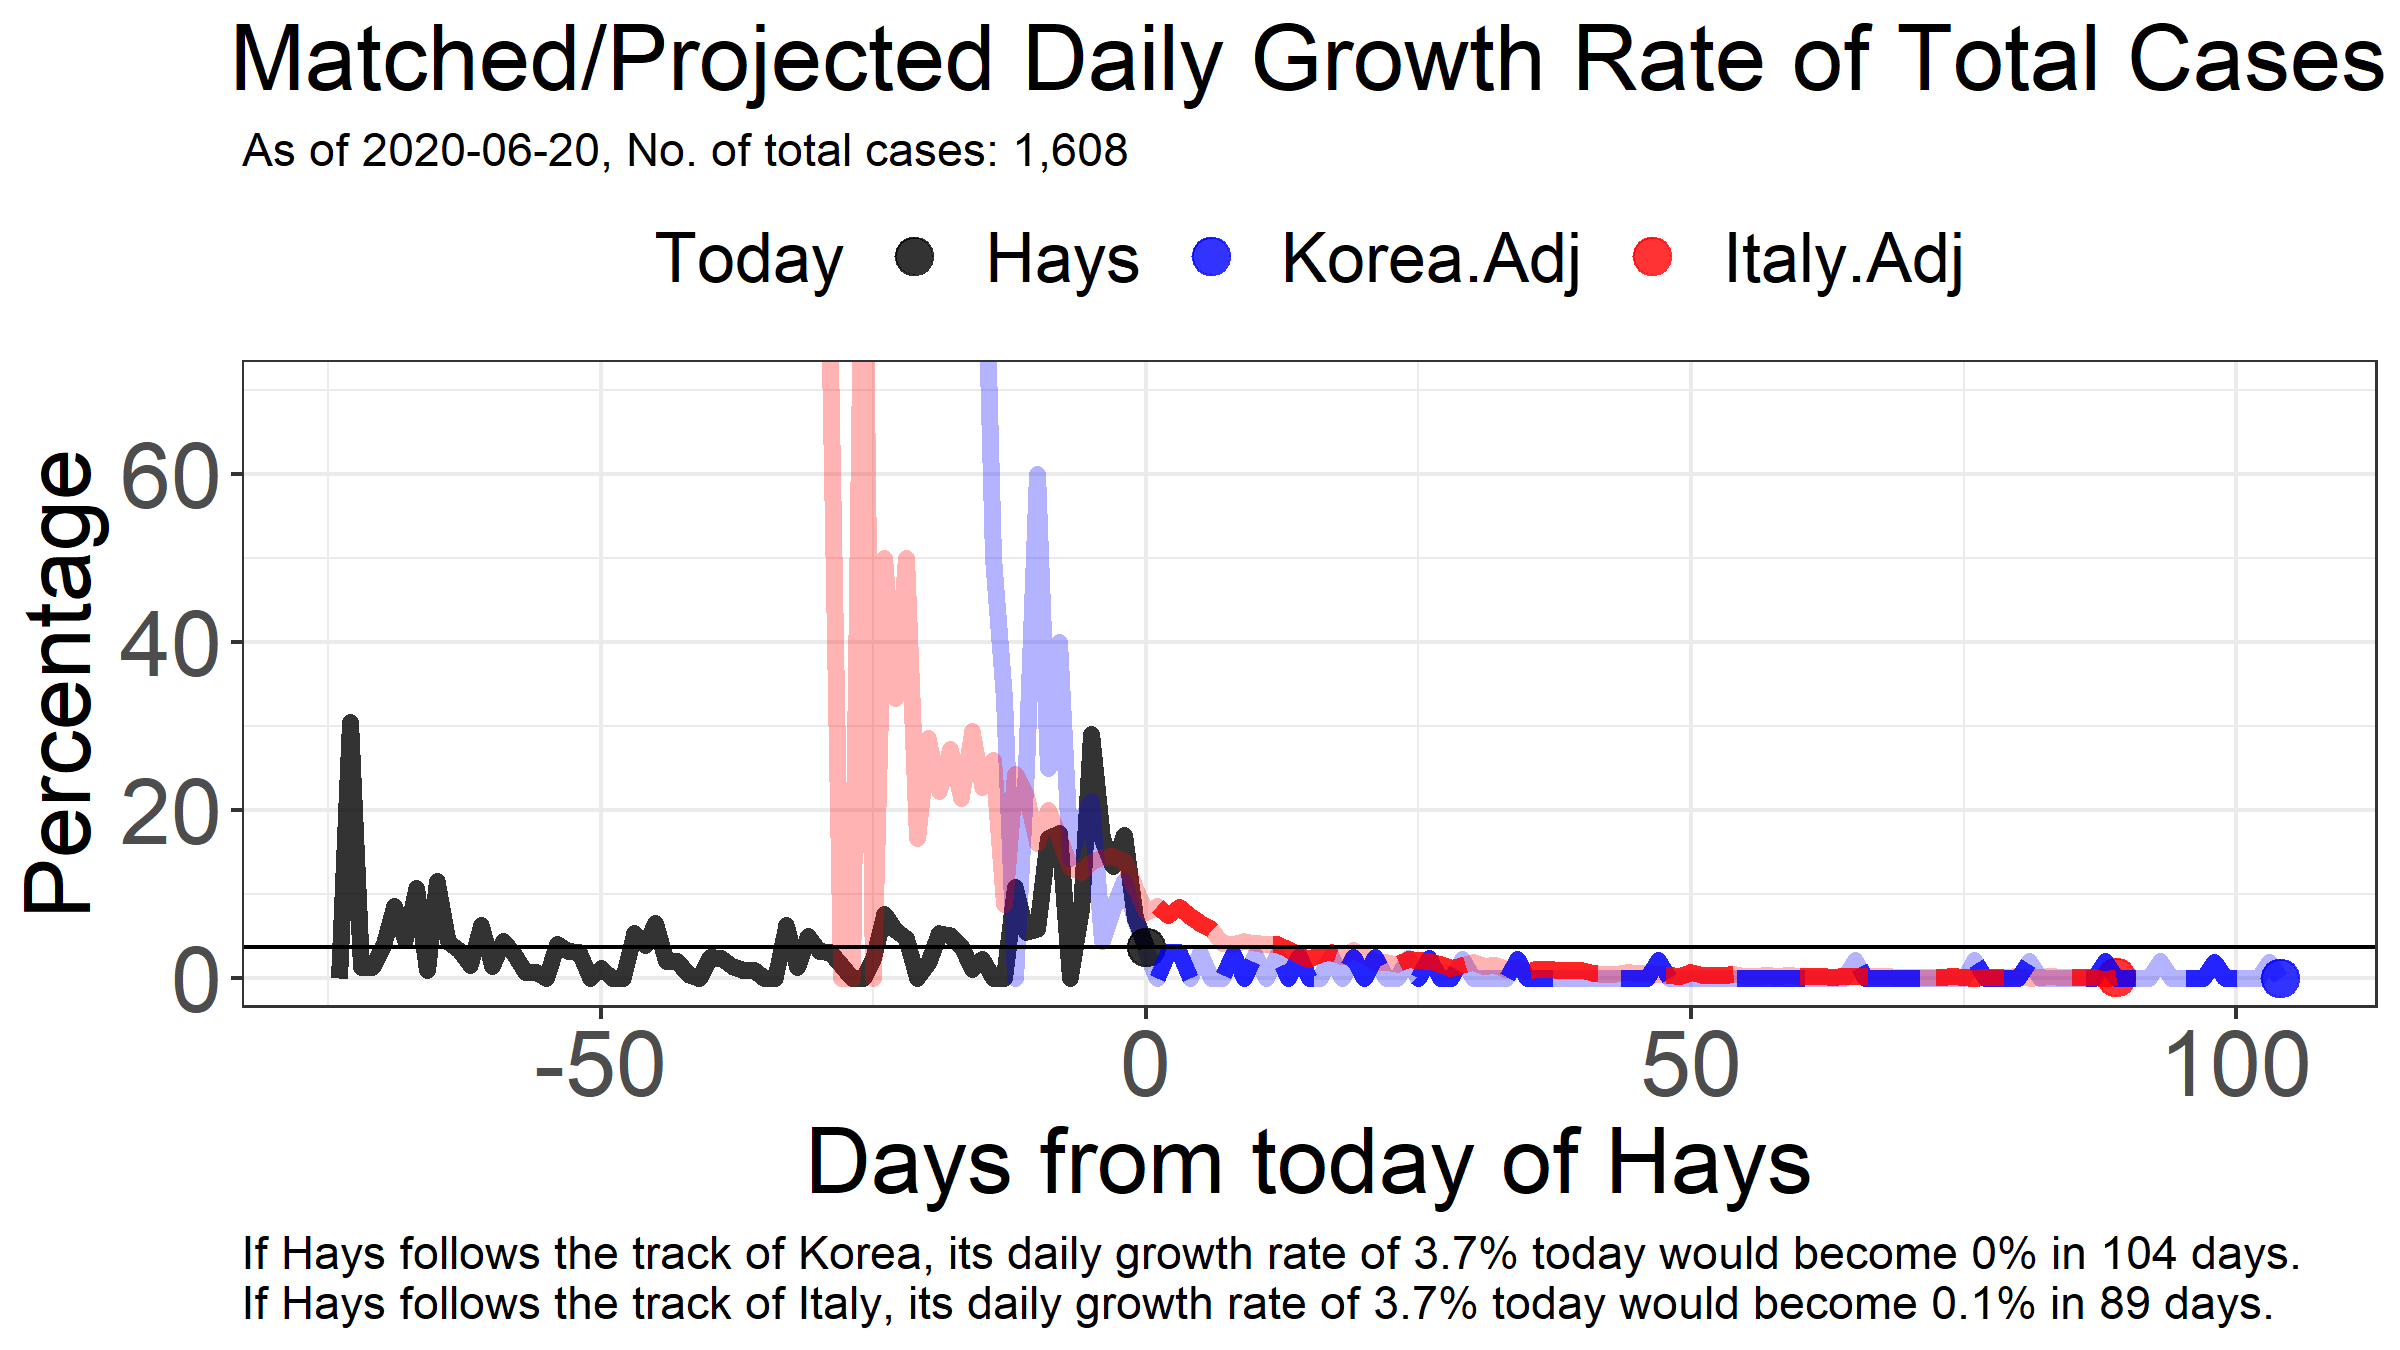 Matched/Projected Daily Growth Rate of Total Cases
As of 2020-06-20, No. of total cases: 1,608
Today Hays Korea.Adj Italy.Adj
Percentage
60
40
20
0
-50 0 50 100
Days from today of Hays
If Hays follows the track of Korea, its daily growth rate of 3.7% today would become 0% in 104 days.
If Hays follows the track of Italy, its daily growth rate of 3.7% today would become 0.1% in 89 days.